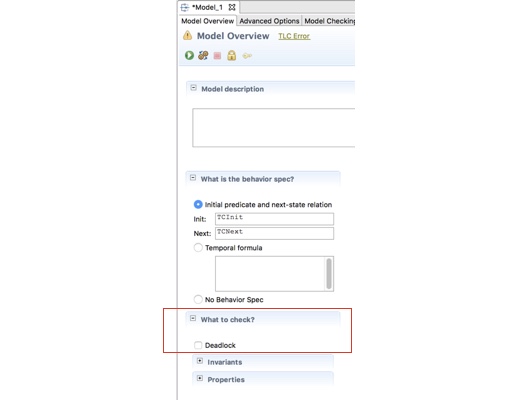 *Model_1
Model Overview Advanced Options Model Checking
Model Overview TLC Error
Model description
What is the behavior spec?
Initial predicate and next-state relation
Init: TCInit
Next: TCNext
Temporal formula
No Behavior Spec
What to check?
Deadlock
Invariants
Properties